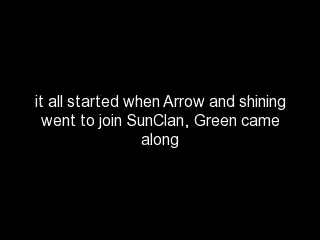 it all started when Arrow and shining
went to join SunClan, Green came
along